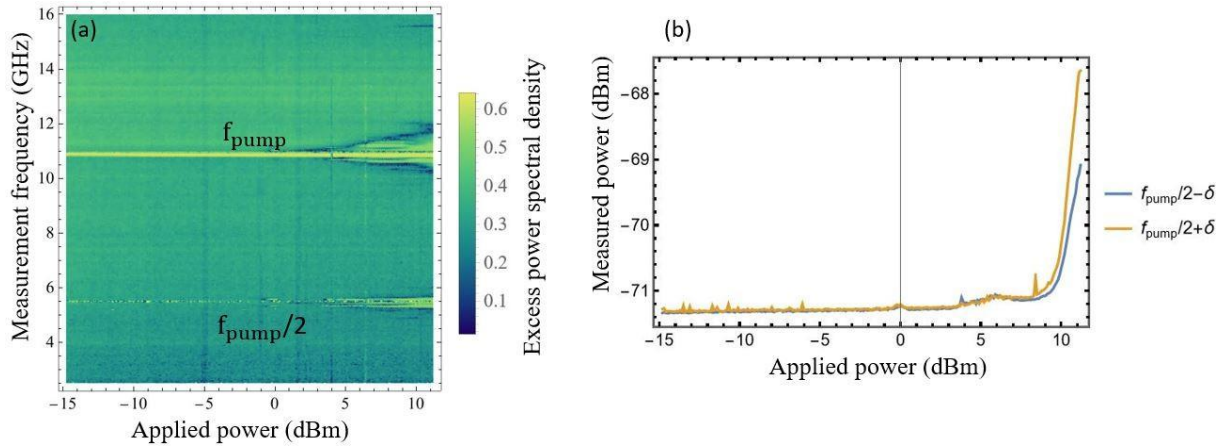 (a)
16
14
12
10
8
6
4
Measurement frequency (GHz)
f_pump
f_pump/2
−15
−10
−5
0
5
10
Applied power (dBm)
0.6
0.5
0.4
0.3
0.2
0.1
Excess power spectral density
(b)
−68
−69
−70
−71
Measured power (dBm)
−15
−10
−5
0
5
10
Applied power (dBm)
f_pump/2−δ
f_pump/2+δ